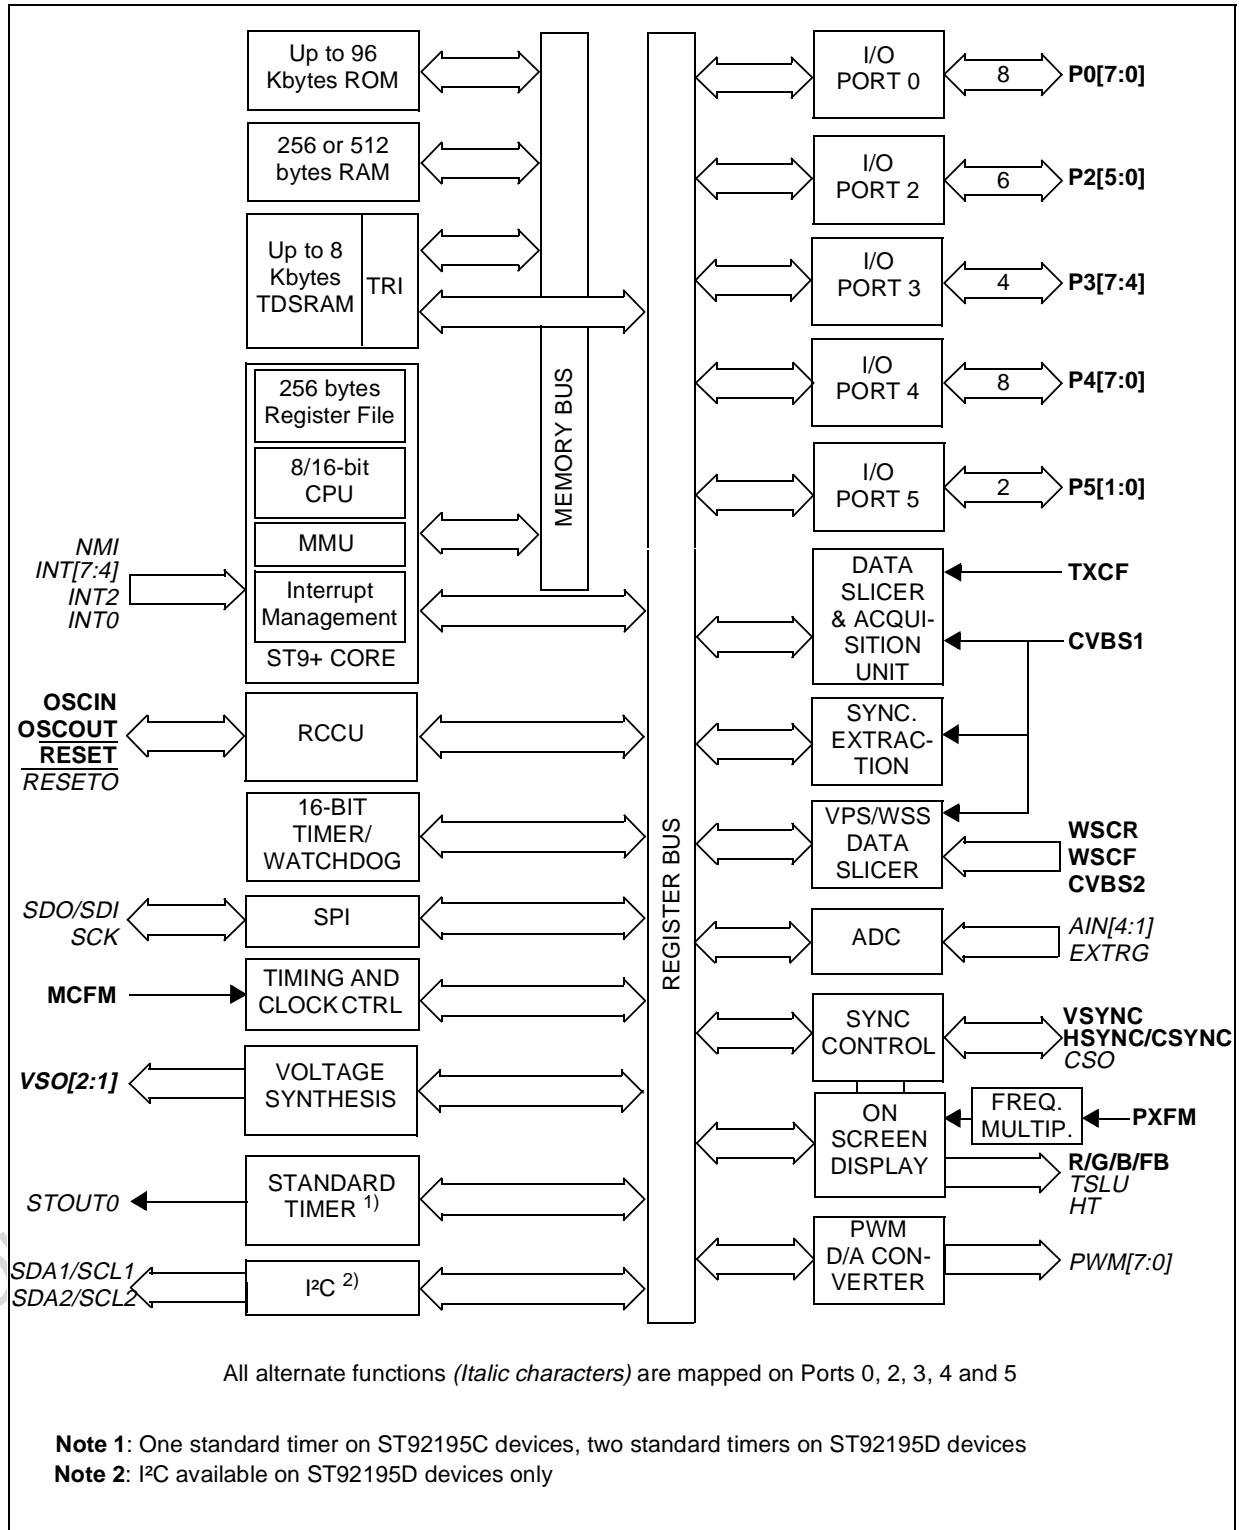 Up to 96
Kbytes ROM
256 or 512
bytes RAM
Up to 8
Kbytes
TDSRAM
TRI
256 bytes
Register File
8/16-bit
CPU
MMU
Interrupt
Management
ST9+ CORE
NMI
INT[7:4]
INT2
INT0
OSCIN
OSCOUT
RESET
RESETO
RCCU
16-BIT
TIMER/
WATCHDOG
SDO/SDI
SCK
SPI
MCFM
TIMING AND
CLOCK CTRL
VSO[2:1]
VOLTAGE
SYNTHESIS
STOUT0
STANDARD
TIMER 1)
SDA1/SCL1
SDA2/SCL2
I²C 2)
MEMORY BUS
REGISTER BUS
I/O
PORT 0
8
P0[7:0]
I/O
PORT 2
6
P2[5:0]
I/O
PORT 3
4
P3[7:4]
I/O
PORT 4
8
P4[7:0]
I/O
PORT 5
2
P5[1:0]
DATA
SLICER
& ACQUI-
SITION
UNIT
TXCF
CVBS1
SYNC.
EXTRAC-
TION
VPS/WSS
DATA
SLICER
WSCR
WSCF
CVBS2
ADC
AIN[4:1]
EXTRG
SYNC
CONTROL
VSYNC
HSYNC/CSYNC
CSO
ON
SCREEN
DISPLAY
FREQ.
MULTIP.
PXFM
R/G/B/FB
TSLU
HT
PWM
D/A CON-
VERTER
PWM[7:0]
All alternate functions (Italic characters) are mapped on Ports 0, 2, 3, 4 and 5
Note 1: One standard timer on ST92195C devices, two standard timers on ST92195D devices
Note 2: I²C available on ST92195D devices only